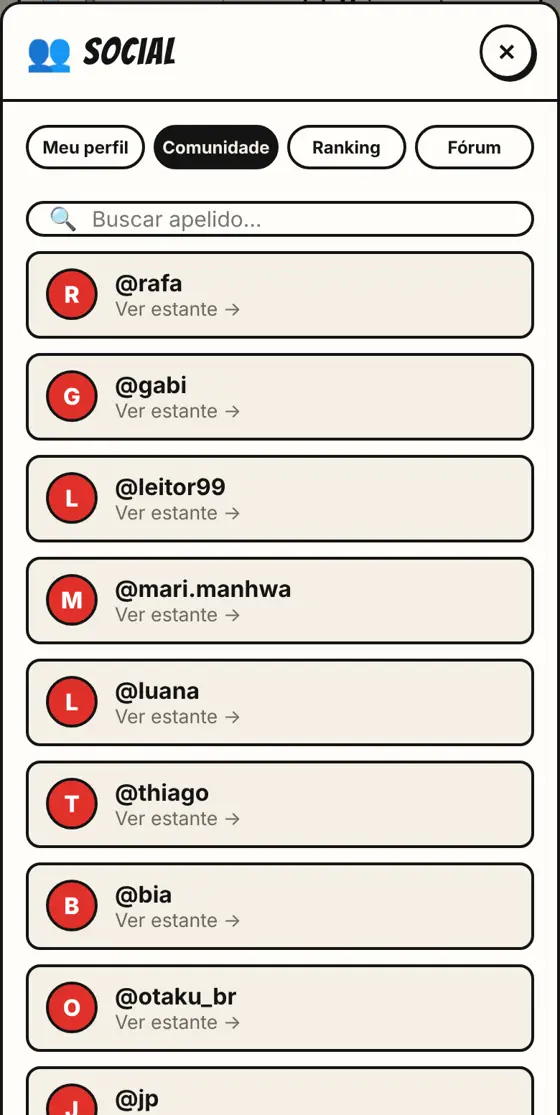 SOCIAL
×
Meu perfil
Comunidade
Ranking
Fórum
Buscar apelido...
R
@rafa
Ver estante →
G
@gabi
Ver estante →
L
@leitor99
Ver estante →
M
@mari.manhwa
Ver estante →
L
@luana
Ver estante →
T
@thiago
Ver estante →
B
@bia
Ver estante →
O
@otaku_br
Ver estante →
J
@jp